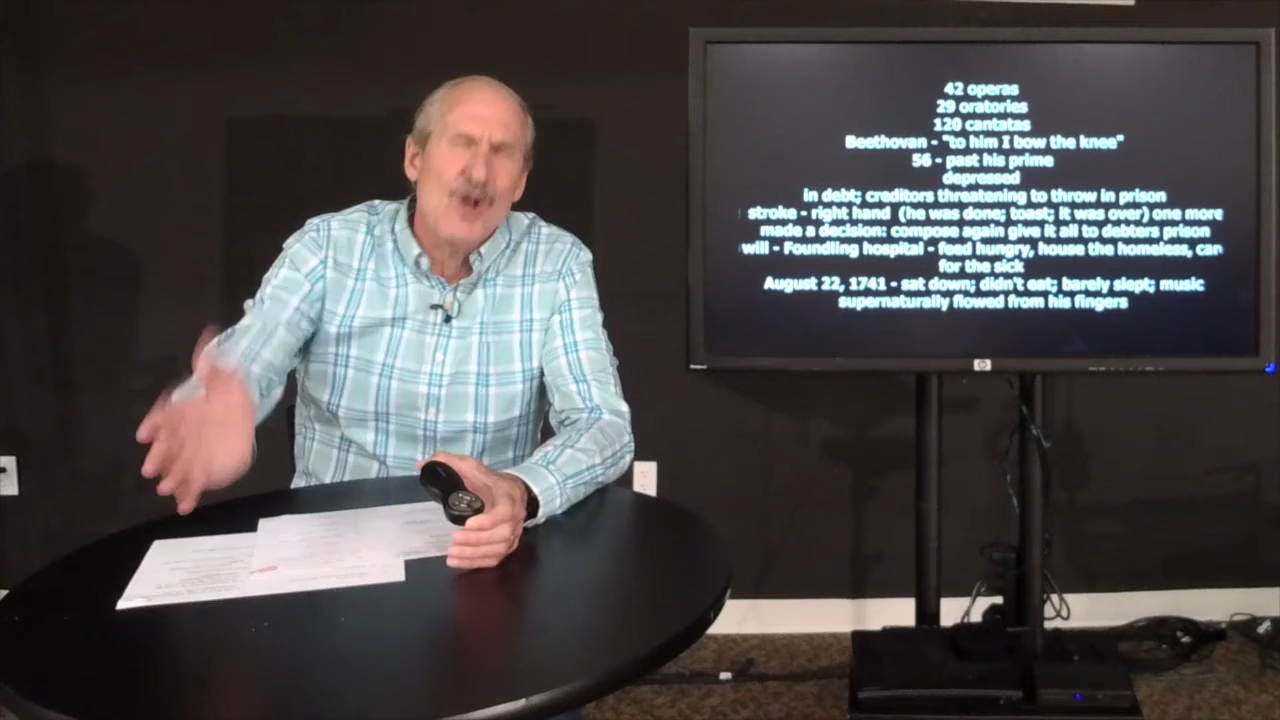 42 operas
29 oratories
120 cantatas
Beethovan - "to him I bow the knee"
56 - past his prime
depressed
in debt; creditors threatening to throw in prison
stroke - right hand (he was done; toast; it was over) one more
made a decision: compose again give it all to debters prison
will - Foundling hospital - feed hungry, house the homeless, care
for the sick
August 22, 1741 - sat down; didn't eat; barely slept; music
supernaturally flowed from his fingers
hp